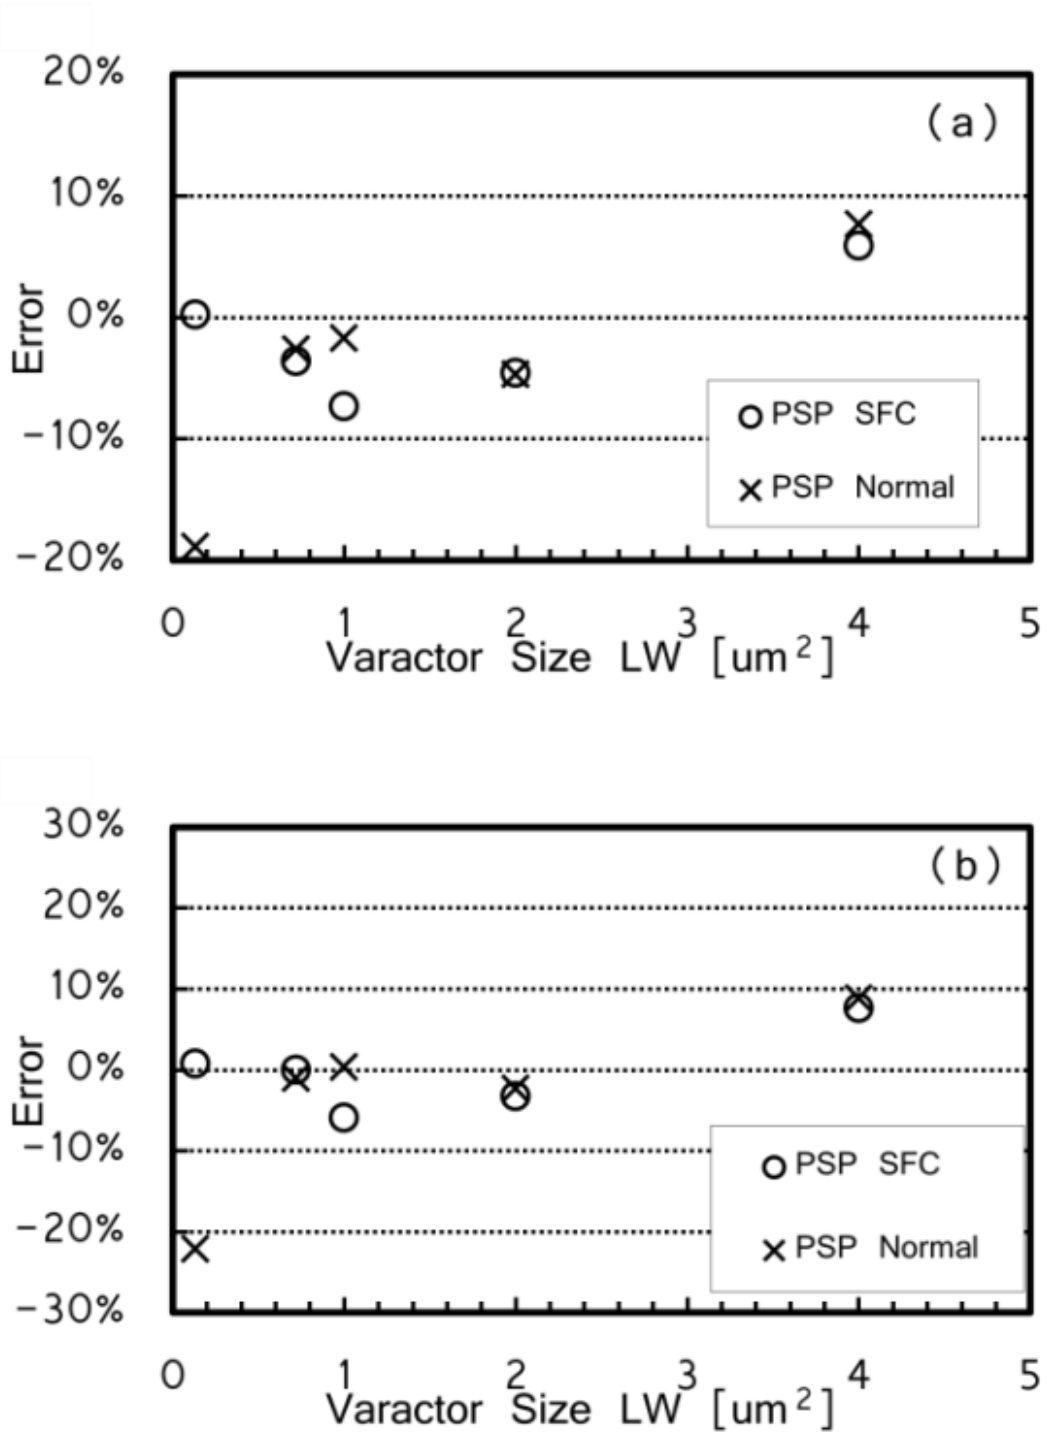 20%
(a)
10%
0%
-10%
-20%
Error
PSP SFC
PSP Normal
0 1 2 3 4 5
Varactor Size LW [um²]
30%
(b)
20%
10%
0%
-10%
-20%
-30%
Error
PSP SFC
PSP Normal
0 1 2 3 4 5
Varactor Size LW [um²]